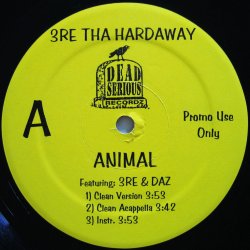 3RE THA HARDAWAY
DEAD
SERIOUS
RECORDZ
A
Promo Use
Only
ANIMAL
Featuring: 3RE & DAZ
1) Clean Version 3:53
2) Clean Acappella 3:42
3) Instr. 3:53